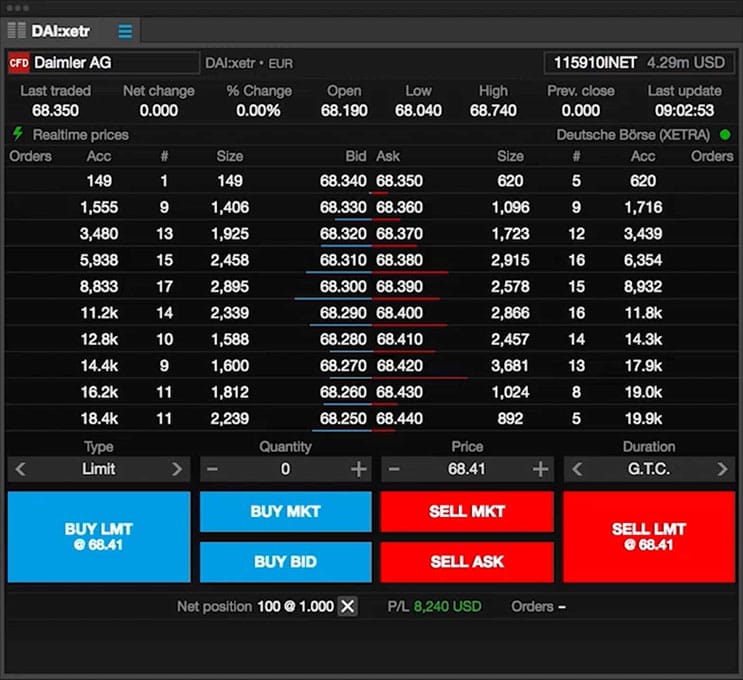 DAI:xetr
CFD Daimler AG DAI:xetr • EUR 115910INET 4.29m USD
Last traded Net change % Change Open Low High Prev. close Last update
68.350 0.000 0.00% 68.190 68.040 68.740 0.000 09:02:53
Realtime prices Deutsche Börse (XETRA)
Orders Acc # Size Bid Ask Size # Acc Orders
149 1 149 68.340 68.350 620 5 620
1,555 9 1,406 68.330 68.360 1,096 9 1,716
3,480 13 1,925 68.320 68.370 1,723 12 3,439
5,938 15 2,458 68.310 68.380 2,915 16 6,354
8,833 17 2,895 68.300 68.390 2,578 15 8,932
11.2k 14 2,339 68.290 68.400 2,866 16 11.8k
12.8k 10 1,588 68.280 68.410 2,457 14 14.3k
14.4k 9 1,600 68.270 68.420 3,681 13 17.9k
16.2k 11 1,812 68.260 68.430 1,024 8 19.0k
18.4k 11 2,239 68.250 68.440 892 5 19.9k
Type Quantity Price Duration
< Limit > − 0 + − 68.41 + < G.T.C. >
BUY LMT
@ 68.41
BUY MKT
BUY BID
SELL MKT
SELL ASK
SELL LMT
@ 68.41
Net position 100 @ 1.000 X P/L 8,240 USD Orders –